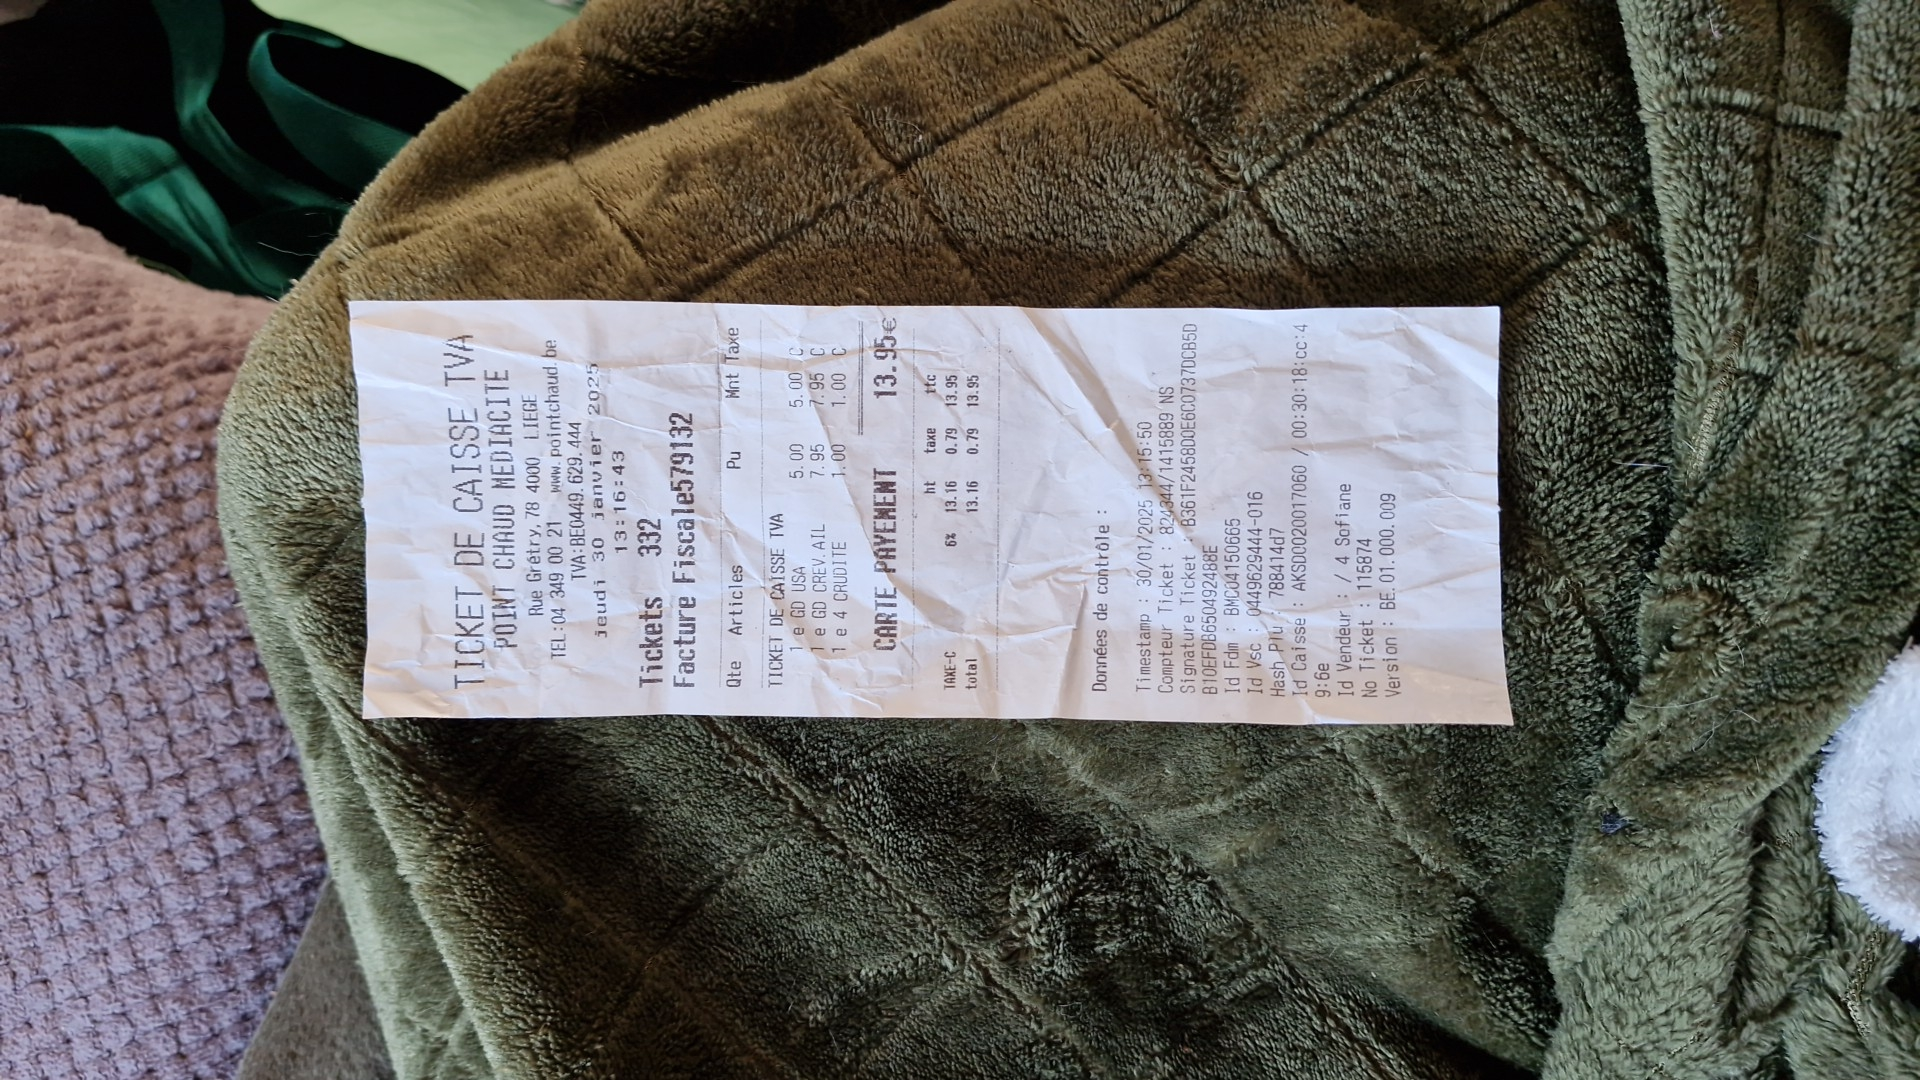 TICKET DE CAISSE TVA
POINT CHAUD MEDIACITE
Rue Grétry, 78 4000 LIEGE
TEL:04 349 00 21 www.pointchaud.be
TVA:BE0449.629.444
jeudi 30 janvier 2025
13:16:43
Tickets 332
Facture Fiscale579132
Qte Articles Pu Mnt Taxe
TICKET DE CAISSE TVA
1 e GD USA 5.00 5.00 C
1 e GD CREV.AIL 7.95 7.95 C
1 e 4 CRUDITE 1.00 1.00 C
CARTE PAYEMENT 13.95€
ht taxe ttc
TAXE-C 6% 13.16 0.79 13.95
total 13.16 0.79 13.95
Données de contrôle :
Timestamp : 30/01/2025 13:15:50
Compteur Ticket : 824344/1415889 NS
Signature Ticket : B361F2458D0E6C0737DCB5D
B10EFDB650492488E
Id Fdm : BMC04150665
Id Vsc : 0449629444-016
Hash Plu : 788414d7
Id Caisse : AKSDC020017060 / 00:30:18:cc:4
9:6e
Id Vendeur : / 4 Sofiane
No Ticket : 115874
Version : BE.01.000.009